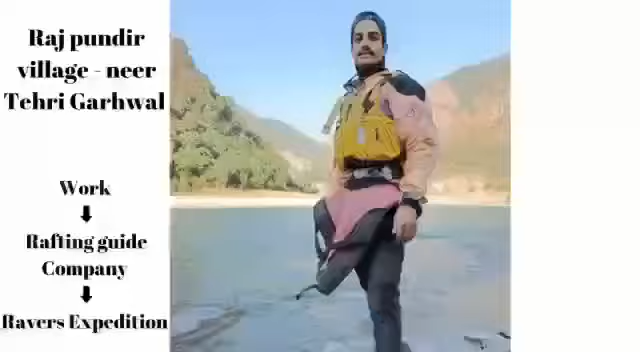 Raj pundir
village - neer
Tehri Garhwal
Work
Rafting guide
Company
Ravers Expedition